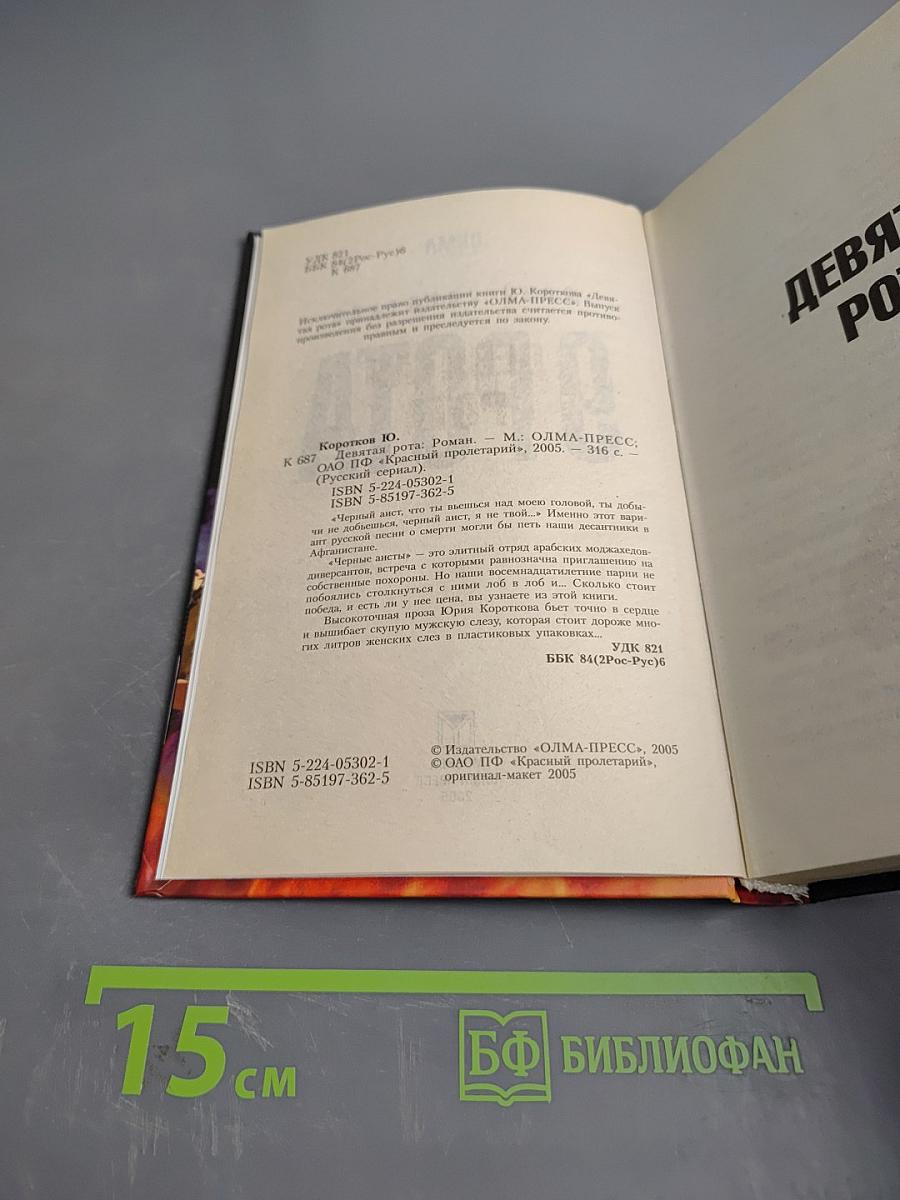 УДК 821
ББК 84(2Рос-Рус)6
К 687
Исключительное право публикации книги Ю. Короткова «Девя-
тая рота» принадлежит издательству «ОЛМА-ПРЕСС». Выпуск
произведения без разрешения издательства считается противо-
правным и преследуется по закону.
Коротков Ю.
К 687 Девятая рота: Роман. — М.: ОЛМА-ПРЕСС;
ОАО ПФ «Красный пролетарий», 2005. — 316 с. —
(Русский сериал).
ISBN 5-224-05302-1
ISBN 5-85197-362-5
«Черный аист, что ты вьешься над моею головой, ты добы-
чи не добьешься, черный аист, я не твой...» Именно этот вари-
ант русской песни о смерти могли бы петь наши десантники в
Афганистане.
«Черные аисты» — это элитный отряд арабских моджахедов-
диверсантов, встреча с которыми равнозначна приглашению на
собственные похороны. Но наши восемнадцатилетние парни не
побоялись столкнуться с ними лоб в лоб и... Сколько стоит
победа, и есть ли у нее цена, вы узнаете из этой книги.
Высокоточная проза Юрия Короткова бьет точно в сердце
и вышибает скупую мужскую слезу, которая стоит дороже мно-
гих литров женских слез в пластиковых упаковках...
УДК 821
ББК 84(2Рос-Рус)6
ISBN 5-224-05302-1
ISBN 5-85197-362-5
© Издательство «ОЛМА-ПРЕСС», 2005
© ОАО ПФ «Красный пролетарий»,
оригинал-макет 2005
ДЕВЯТ
РОТ
15 см
БФ БИБЛИОФАН